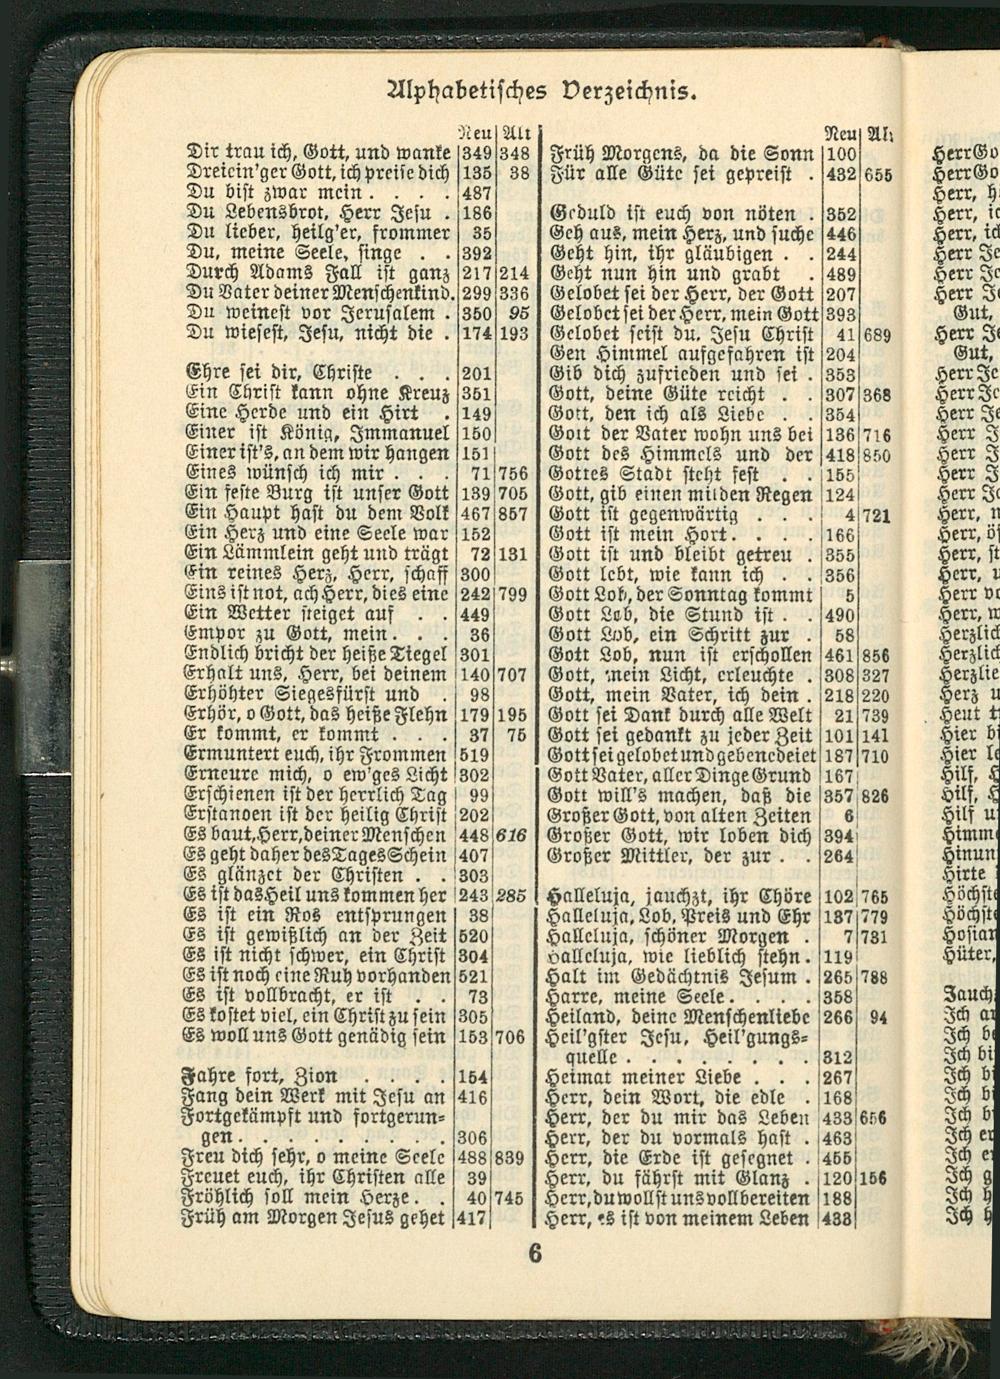 Alphabetisches Verzeichnis.
Neu Alt
Dir trau ich, Gott, und wanke 349 348
Dreiein'ger Gott, ich preise dich 135 38
Du bist zwar mein . . . . 487
Du Lebensbrot, Herr Jesu . 186
Du lieber, heilg'er, frommer 35
Du, meine Seele, singe . . 392
Durch Adams Fall ist ganz 217 214
Du Vater deiner Menschenkind. 299 336
Du weinest vor Jerusalem . 350 95
Du wiesest, Jesu, nicht die . 174 193
Ehre sei dir, Christe . . . 201
Ein Christ kann ohne Kreuz 351
Eine Herde und ein Hirt . 149
Einer ist König, Immanuel 150
Einer ist's, an dem wir hangen 151
Eines wünsch ich mir . . . 71 756
Ein feste Burg ist unser Gott 139 705
Ein Haupt hast du dem Volk 467 857
Ein Herz und eine Seele war 152
Ein Lämmlein geht und trägt 72 131
Ein reines Herz, Herr, schaff 300
Eins ist not, ach Herr, dies eine 242 799
Ein Wetter steiget auf . . 449
Empor zu Gott, mein . . . 36
Endlich bricht der heiße Tiegel 301
Erhalt uns, Herr, bei deinem 140 707
Erhöhter Siegesfürst und . 98
Erhör, o Gott, das heiße Flehn 179 195
Er kommt, er kommt . . . 37 75
Ermuntert euch, ihr Frommen 519
Erneure mich, o ew'ges Licht 302
Erschienen ist der herrlich Tag 99
Erstanden ist der heilig Christ 202
Es baut, Herr, deiner Menschen 448 616
Es geht daher des Tages Schein 407
Es glänzet der Christen . . 303
Es ist das Heil uns kommen her 243 285
Es ist ein Ros entsprungen 38
Es ist gewißlich an der Zeit 520
Es ist nicht schwer, ein Christ 304
Es ist noch eine Ruh vorhanden 521
Es ist vollbracht, er ist . . 73
Es kostet viel, ein Christ zu sein 305
Es woll uns Gott genädig sein 153 706
Fahre fort, Zion . . . . 154
Fang dein Werk mit Jesu an 416
Fortgekämpft und fortgerun-
gen . . . . . . . . . 306
Freu dich sehr, o meine Seele 488 839
Freuet euch, ihr Christen alle 39
Fröhlich soll mein Herze . . 40 745
Früh am Morgen Jesus gehet 417
Neu Alt
Früh Morgens, da die Sonn 100
Für alle Güte sei gepreist . 432 655
Geduld ist euch von nöten . 352
Geh aus, mein Herz, und suche 446
Geht hin, ihr gläubigen . . 244
Geht nun hin und grabt . 489
Gelobet sei der Herr, der Gott 207
Gelobet sei der Herr, mein Gott 393
Gelobet seist du, Jesu Christ 41 689
Gen Himmel aufgefahren ist 204
Gib dich zufrieden und sei . 353
Gott, deine Güte reicht . . 307 368
Gott, den ich als Liebe . . 354
Gott der Vater wohn uns bei 136 716
Gott des Himmels und der 418 850
Gottes Stadt steht fest . . 155
Gott, gib einen milden Regen 124
Gott ist gegenwärtig . . . 4 721
Gott ist mein Hort . . . . 166
Gott ist und bleibt getreu . 355
Gott lebt, wie kann ich . . 356
Gott Lob, der Sonntag kommt 5
Gott Lob, die Stund ist . . 490
Gott Lob, ein Schritt zur . 58
Gott Lob, nun ist erschollen 461 856
Gott, mein Licht, erleuchte . 308 327
Gott, mein Vater, ich dein . 218 220
Gott sei Dank durch alle Welt 21 739
Gott sei gedankt zu jeder Zeit 101 141
Gott sei gelobet und gebenedeiet 187 710
Gott Vater, aller Dinge Grund 167
Gott will's machen, daß die 357 826
Großer Gott, von alten Zeiten 6
Großer Gott, wir loben dich 394
Großer Mittler, der zur . . 264
Halleluja, jauchzt, ihr Chöre 102 765
Halleluja, Lob, Preis und Ehr 137 779
Halleluja, schöner Morgen . 7 731
Halleluja, wie lieblich stehn . 119
Halt im Gedächtnis Jesum . 265 788
Harre, meine Seele . . . . 358
Heiland, deine Menschenliebe 266 94
Heil'gster Jesu, Heil'gungs-
quelle . . . . . . . 312
Heimat meiner Liebe . . . 267
Herr, dein Wort, die edle . 168
Herr, der du mir das Leben 433 656
Herr, der du vormals hast . 463
Herr, die Erde ist gesegnet . 455
Herr, du fährst mit Glanz . 120 156
Herr, du wollst uns vollbereiten 188
Herr, es ist von meinem Leben 433
6